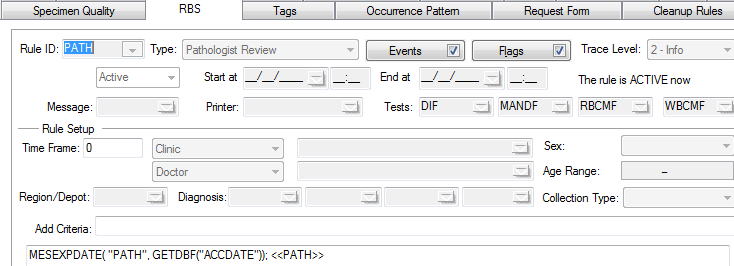 Specimen Quality RBS Tags Occurrence Pattern Request Form Cleanup Rules
Rule ID: PATH Type: Pathologist Review Events Flags Trace Level: 2 - Info
Active Start at __/__/____ __:__ End at __/__/____ __:__ The rule is ACTIVE now
Message: Printer: Tests: DIF MANDF RBCMF WBCMF
Rule Setup
Time Frame: 0 Clinic Sex:
Doctor Age Range: –
Region/Depot: Diagnosis: Collection Type:
Add Criteria:
MESEXPDATE( "PATH", GETDBF("ACCDATE")); <<PATH>>